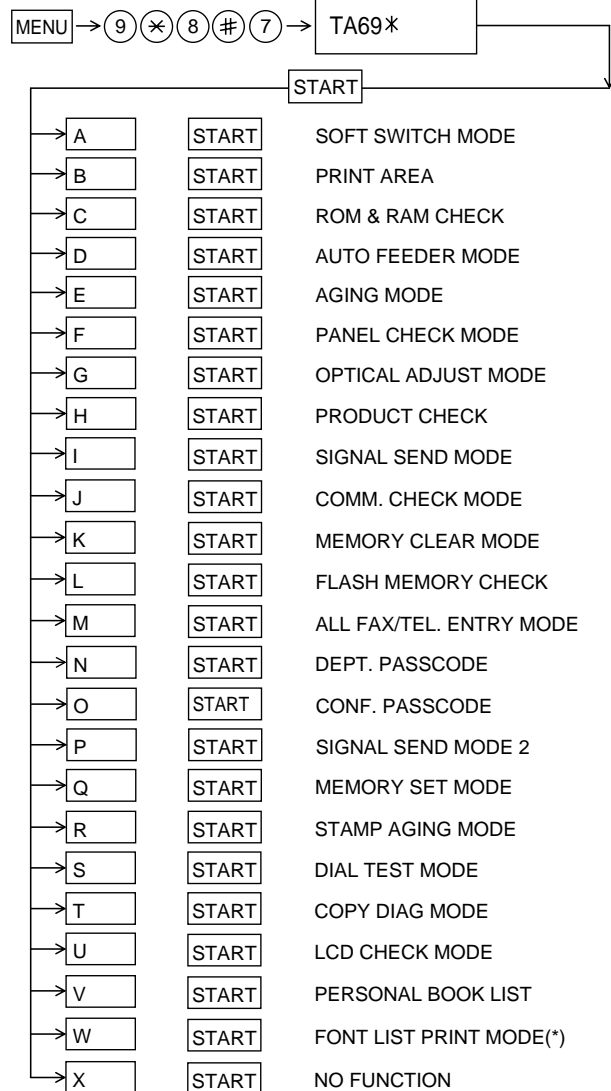 MENU → 9 * 8 # 7 → TA69*
START
A START SOFT SWITCH MODE
B START PRINT AREA
C START ROM & RAM CHECK
D START AUTO FEEDER MODE
E START AGING MODE
F START PANEL CHECK MODE
G START OPTICAL ADJUST MODE
H START PRODUCT CHECK
I START SIGNAL SEND MODE
J START COMM. CHECK MODE
K START MEMORY CLEAR MODE
L START FLASH MEMORY CHECK
M START ALL FAX/TEL. ENTRY MODE
N START DEPT. PASSCODE
O START CONF. PASSCODE
P START SIGNAL SEND MODE 2
Q START MEMORY SET MODE
R START STAMP AGING MODE
S START DIAL TEST MODE
T START COPY DIAG MODE
U START LCD CHECK MODE
V START PERSONAL BOOK LIST
W START FONT LIST PRINT MODE(*)
X START NO FUNCTION